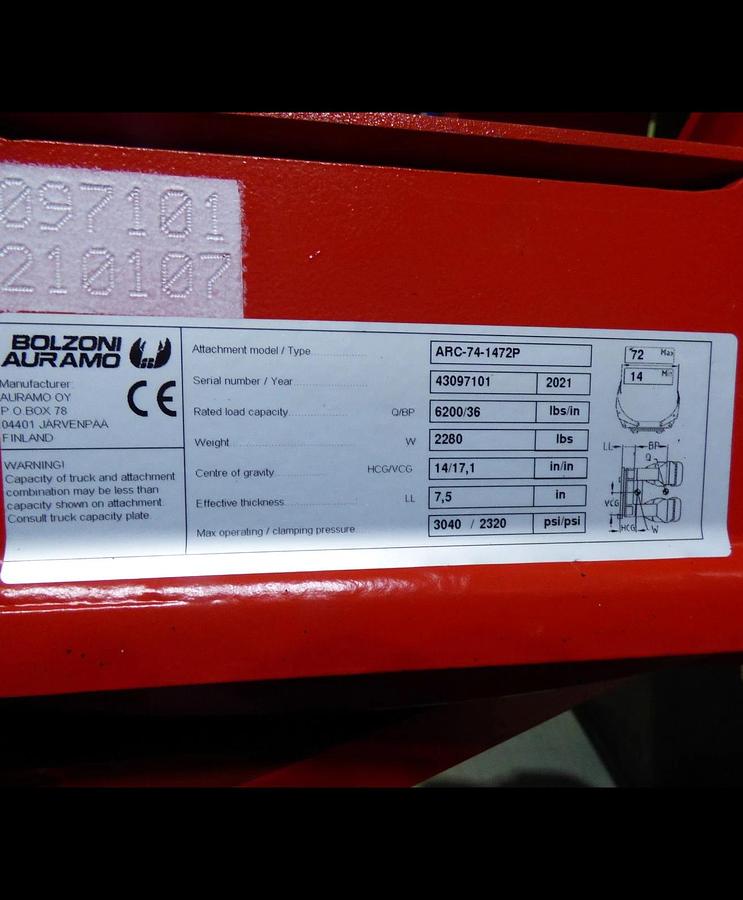 097101
210107
BOLZONI
AURAMO
CE
Manufacturer
AURAMO OY
P.O.BOX 78
04401 JÄRVENPÄÄ
FINLAND
WARNING!
Capacity of truck and attachment
combination may be less than
capacity shown on attachment.
Consult truck capacity plate.
Attachment model / Type ARC-74-1472P
Serial number / Year 43097101 2021
Rated load capacity Q/BP 6200/36 lbs/in
Weight W 2280 lbs
Centre of gravity HCG/VCG 14/17,1 in/in
Effective thickness LL 7,5 in
Max operating / clamping pressure 3040 / 2320 psi/psi
72 Max
14 Min
LL BP
Q
VCG
HCG W